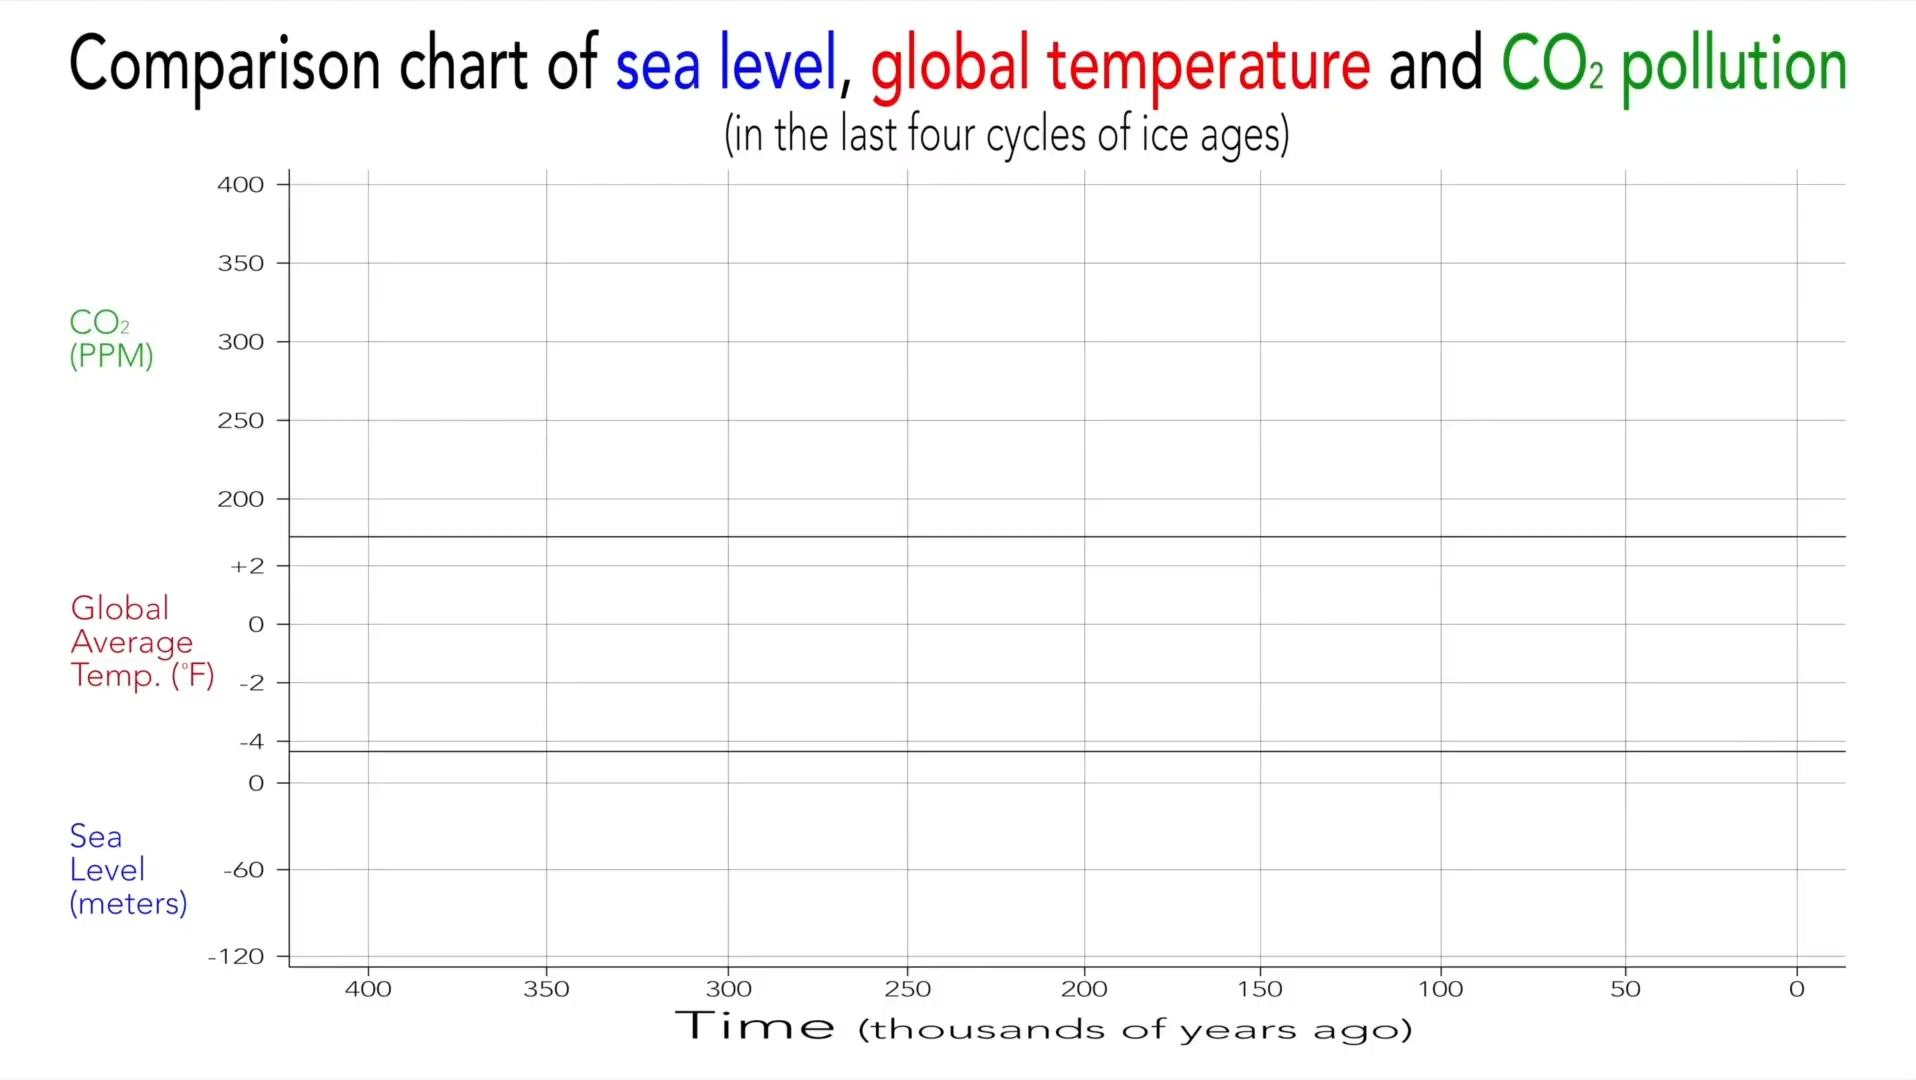 Comparison chart of sea level, global temperature and CO₂ pollution
(in the last four cycles of ice ages)
400
350
CO₂
(PPM)
300
250
200
+2
Global
Average
Temp. (°F)
0
-2
-4
0
Sea
Level
(meters)
-60
-120
400 350 300 250 200 150 100 50 0
Time (thousands of years ago)